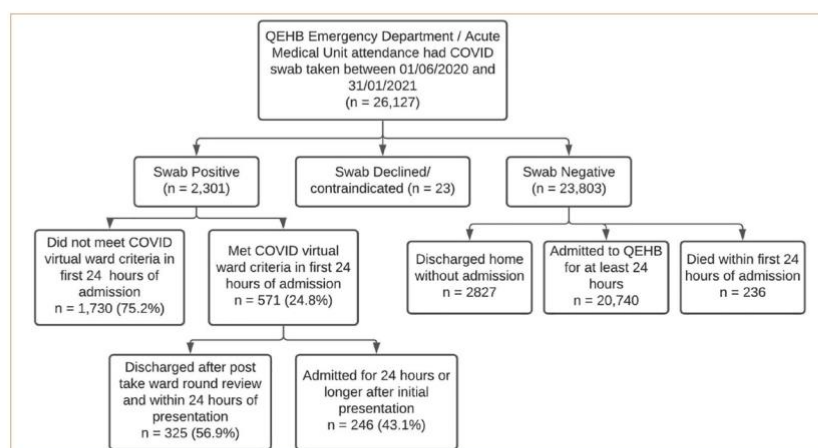 QEHB Emergency Department / Acute
Medical Unit attendance had COVID
swab taken between 01/06/2020 and
31/01/2021
(n = 26,127)
Swab Positive
(n = 2,301)
Swab Declined/
contraindicated (n = 23)
Swab Negative
(n = 23,803)
Did not meet COVID
virtual ward criteria in
first 24 hours of
admission
n = 1,730 (75.2%)
Met COVID virtual
ward criteria in first 24
hours of admission
n = 571 (24.8%)
Discharged home
without admission
n = 2827
Admitted to QEHB
for at least 24
hours
n = 20,740
Died within first 24
hours of admission
n = 236
Discharged after post
take ward round review
and within 24 hours of
presentation
n = 325 (56.9%)
Admitted for 24 hours or
longer after initial
presentation
n = 246 (43.1%)